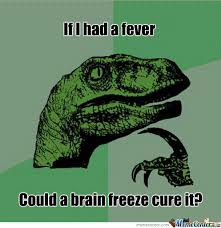 If I had a fever
Could a brain freeze cure it?